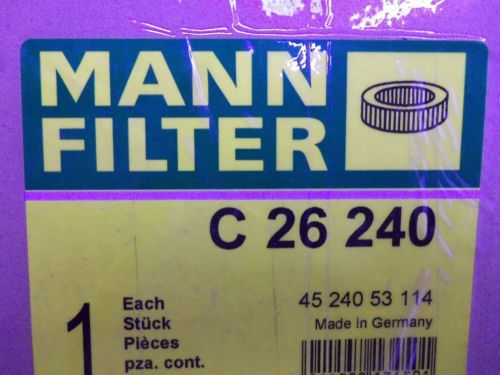 MANN
FILTER
C 26 240
1
Each
Stück
Pièces
pza. cont.
45 240 53 114
Made in Germany